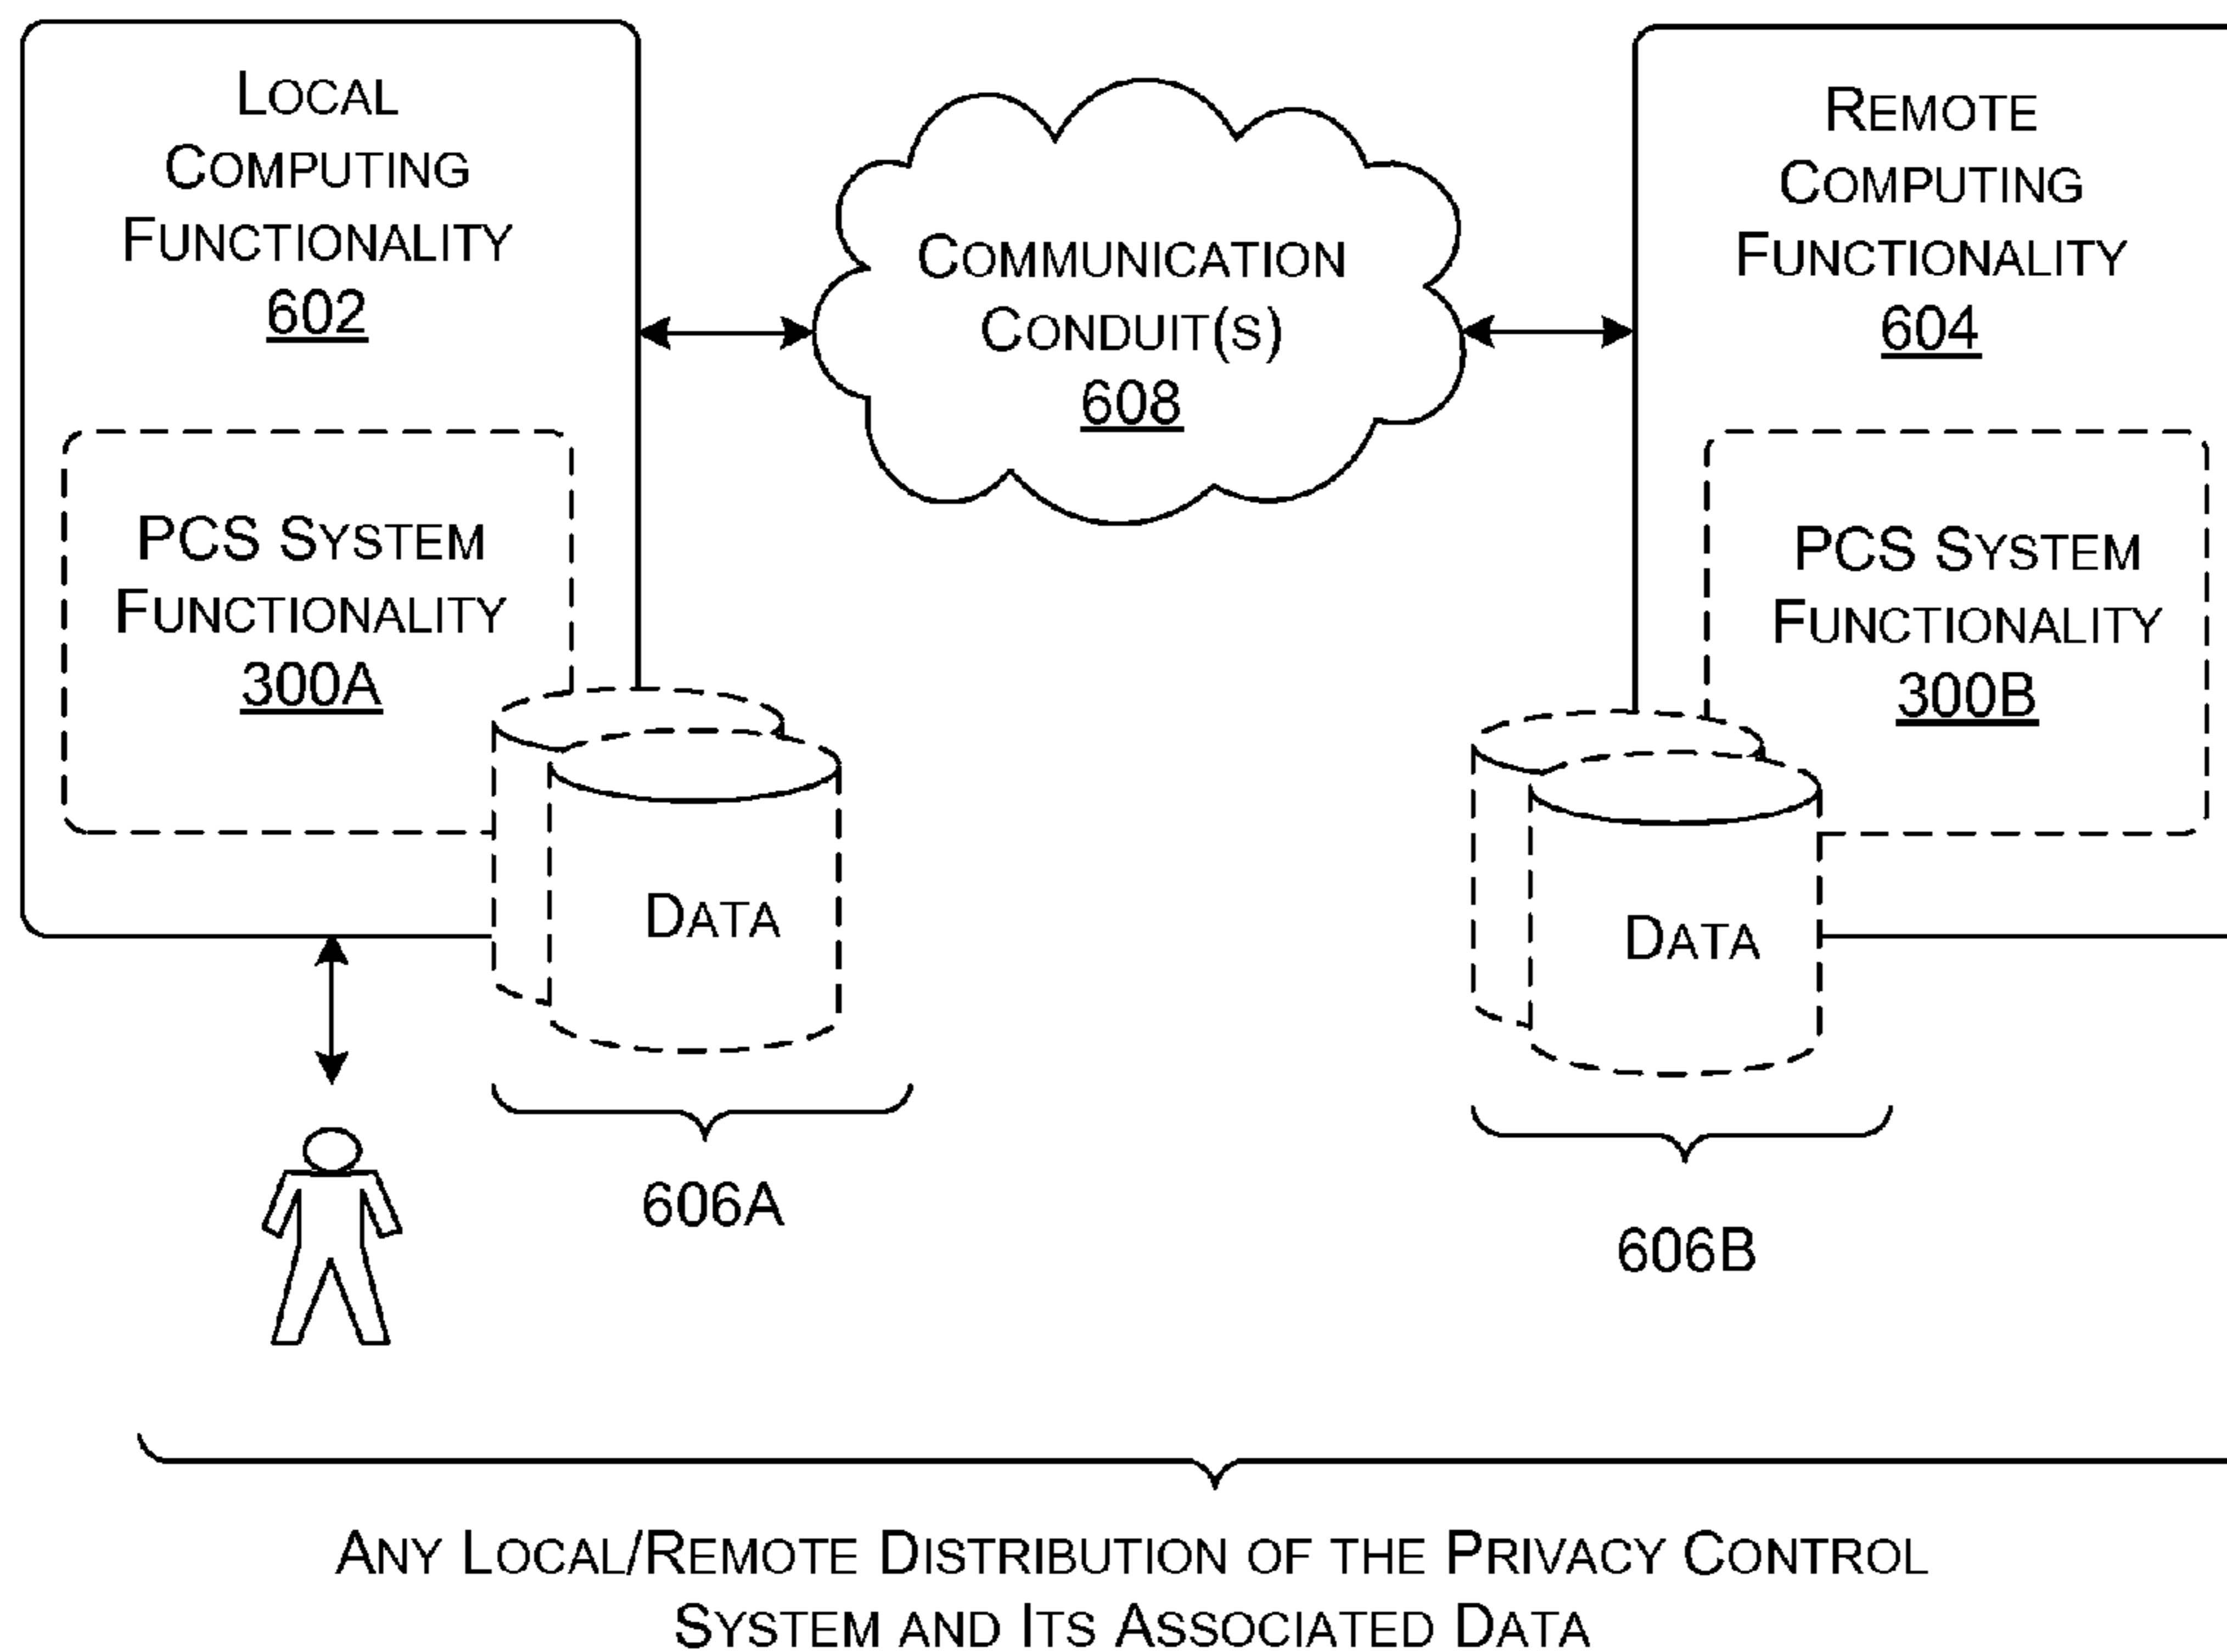 LOCAL
COMPUTING
FUNCTIONALITY
602
PCS SYSTEM
FUNCTIONALITY
300A
DATA
606A
COMMUNICATION
CONDUIT(S)
608
REMOTE
COMPUTING
FUNCTIONALITY
604
PCS SYSTEM
FUNCTIONALITY
300B
DATA
606B
ANY LOCAL/REMOTE DISTRIBUTION OF THE PRIVACY CONTROL
SYSTEM AND ITS ASSOCIATED DATA